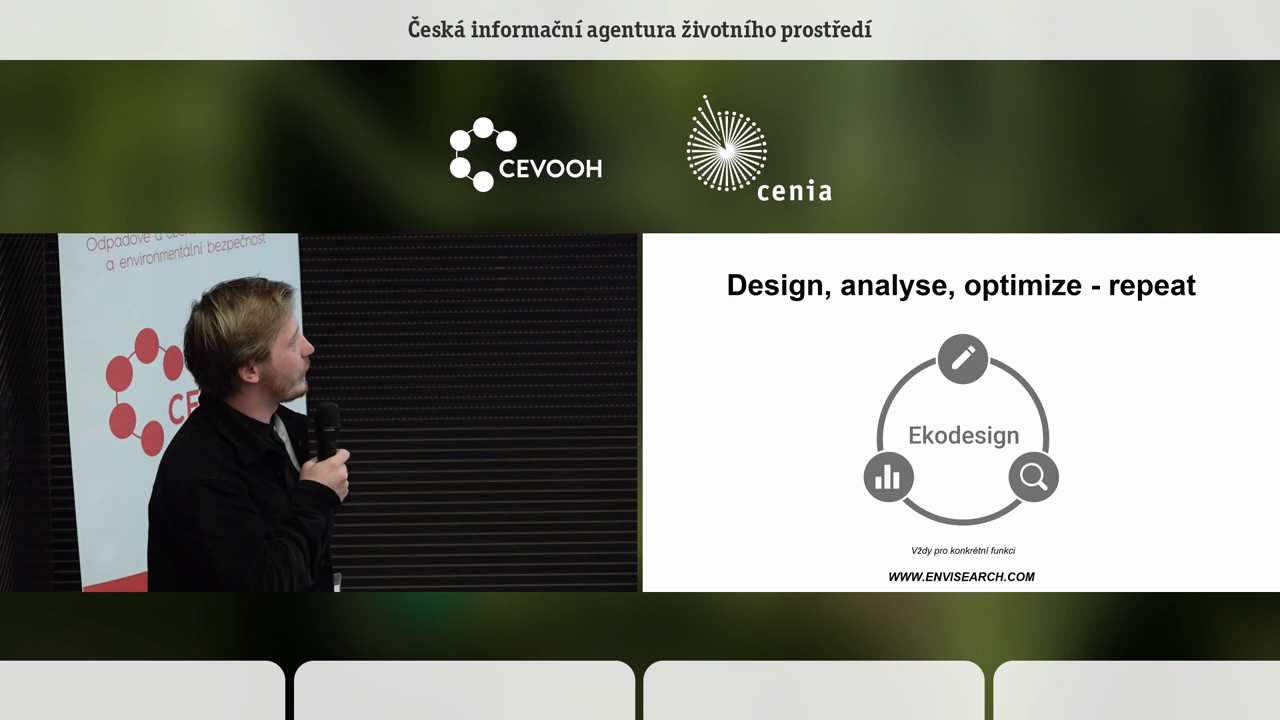 Česká informační agentura životního prostředí
CEVOOH
cenia
Odpadové a
a environmentální bezpečnost
CE
Design, analyse, optimize - repeat
Ekodesign
Vždy pro konkrétní funkci
WWW.ENVISEARCH.COM